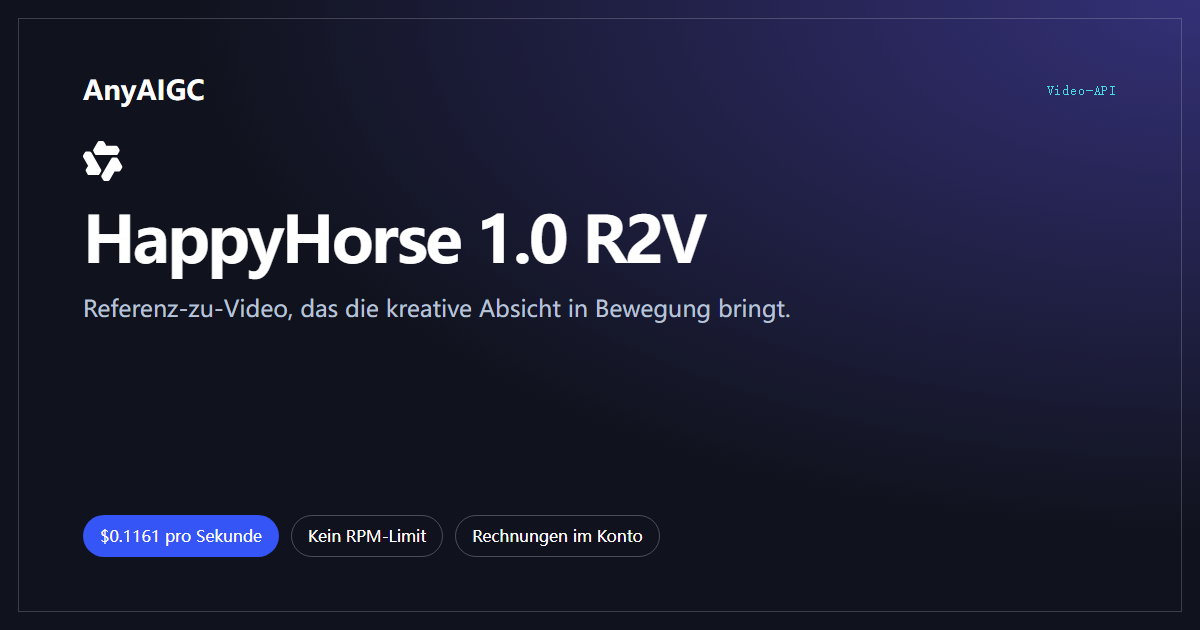 AnyAIGC
Video-API
HappyHorse 1.0 R2V
Referenz-zu-Video, das die kreative Absicht in Bewegung bringt.
$0.1161 pro Sekunde
Kein RPM-Limit
Rechnungen im Konto